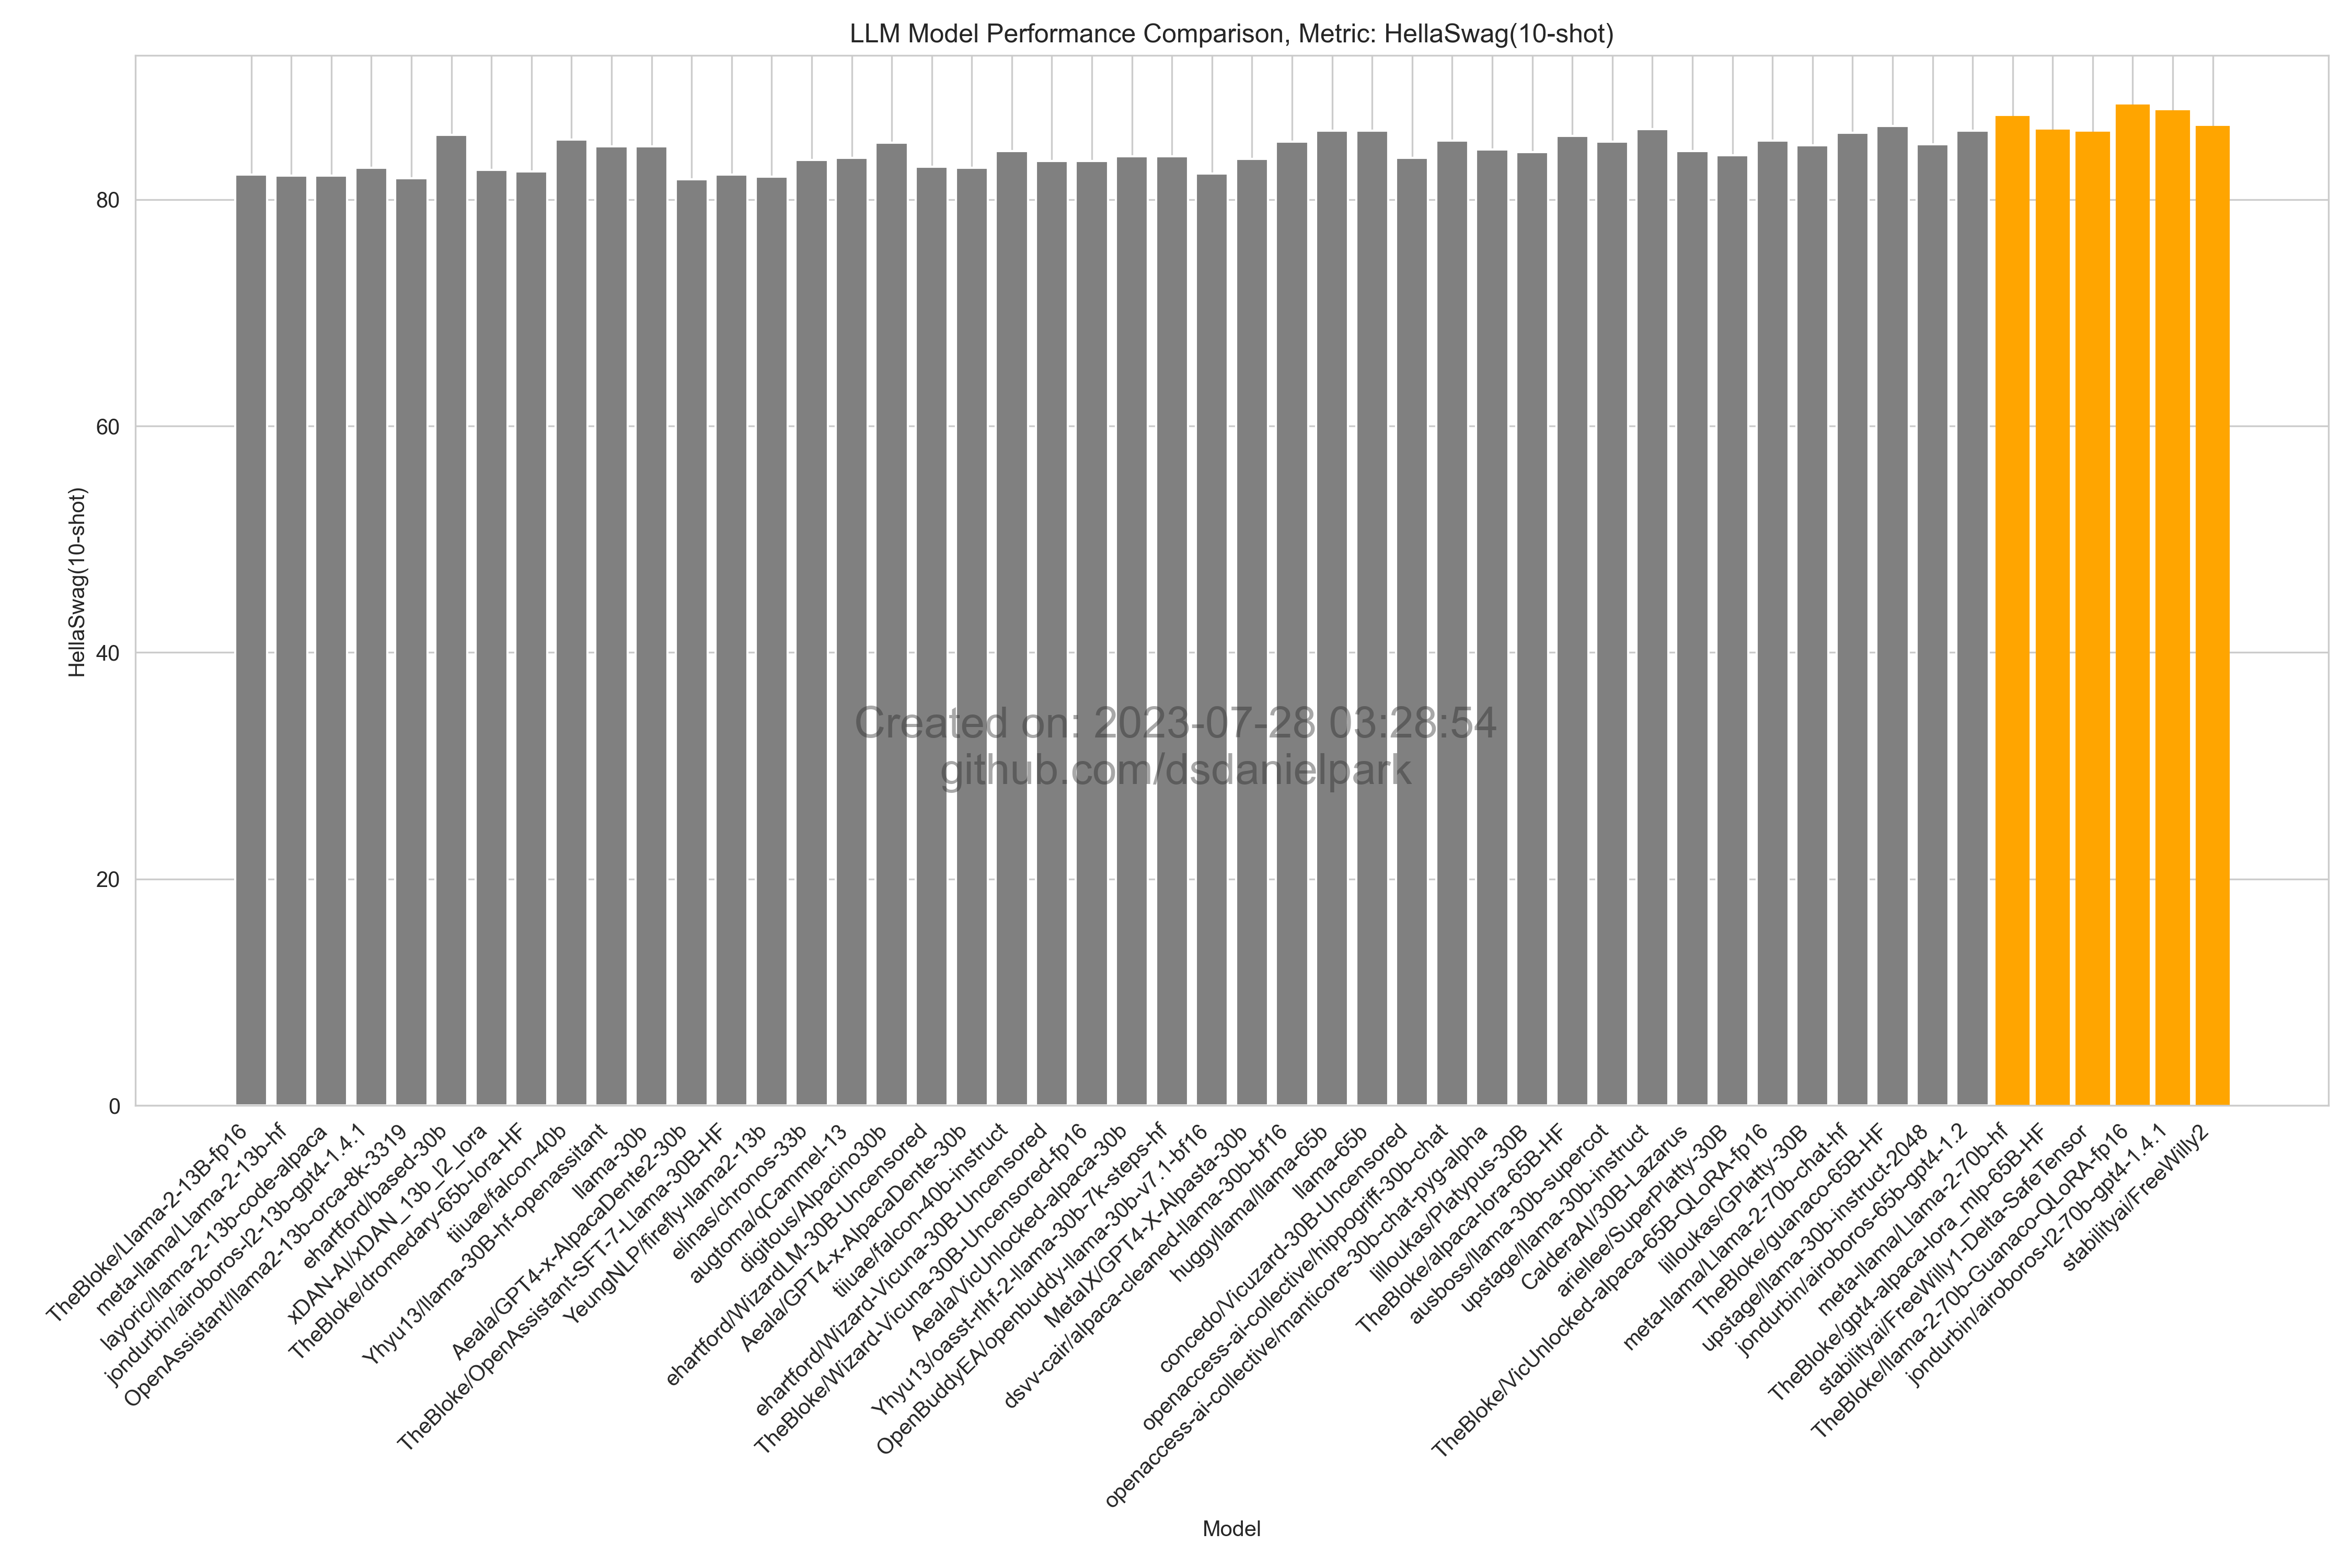 LLM Model Performance Comparison, Metric: HellaSwag(10-shot)
HellaSwag(10-shot)
80
60
40
20
0
Created on: 2023-07-28 03:28:54
github.com/dsdanielpark
TheBloke/Llama-2-13B-fp16
meta-llama/Llama-2-13b-hf
layoric/llama-2-13b-code-alpaca
jondurbin/airoboros-l2-13b-gpt4-1.4.1
OpenAssistant/llama2-13b-orca-8k-3319
ehartford/based-30b
xDAN-AI/xDAN_13b_l2_lora
TheBloke/dromedary-65b-lora-HF
tiiuae/falcon-40b
Yhyu13/llama-30B-hf-openassitant
llama-30b
Aeala/GPT4-x-AlpacaDente2-30b
TheBloke/OpenAssistant-SFT-7-Llama-30B-HF
YeungNLP/firefly-llama2-13b
elinas/chronos-33b
augtoma/qCammel-13
digitous/Alpacino30b
ehartford/WizardLM-30B-Uncensored
Aeala/GPT4-x-AlpacaDente-30b
tiiuae/falcon-40b-instruct
ehartford/Wizard-Vicuna-30B-Uncensored
TheBloke/Wizard-Vicuna-30B-Uncensored-fp16
Aeala/VicUnlocked-alpaca-30b
Yhyu13/oasst-rlhf-2-llama-30b-7k-steps-hf
OpenBuddyEA/openbuddy-llama-30b-v7.1-bf16
MetaIX/GPT4-X-Alpasta-30b
dsvv-cair/alpaca-cleaned-llama-30b-bf16
huggyllama/llama-65b
llama-65b
concedo/Vicuzard-30B-Uncensored
openaccess-ai-collective/hippogriff-30b-chat
openaccess-ai-collective/manticore-30b-chat-pyg-alpha
lilloukas/Platypus-30B
TheBloke/alpaca-lora-65B-HF
ausboss/llama-30b-supercot
upstage/llama-30b-instruct
CalderaAI/30B-Lazarus
ariellee/SuperPlatty-30B
TheBloke/VicUnlocked-alpaca-65B-QLoRA-fp16
lilloukas/GPlatty-30B
meta-llama/Llama-2-70b-chat-hf
TheBloke/guanaco-65B-HF
upstage/llama-30b-instruct-2048
jondurbin/airoboros-65b-gpt4-1.2
meta-llama/Llama-2-70b-hf
TheBloke/gpt4-alpaca-lora_mlp-65B-HF
stabilityai/FreeWilly1-Delta-SafeTensor
TheBloke/llama-2-70b-Guanaco-QLoRA-fp16
jondurbin/airoboros-l2-70b-gpt4-1.4.1
stabilityai/FreeWilly2
Model